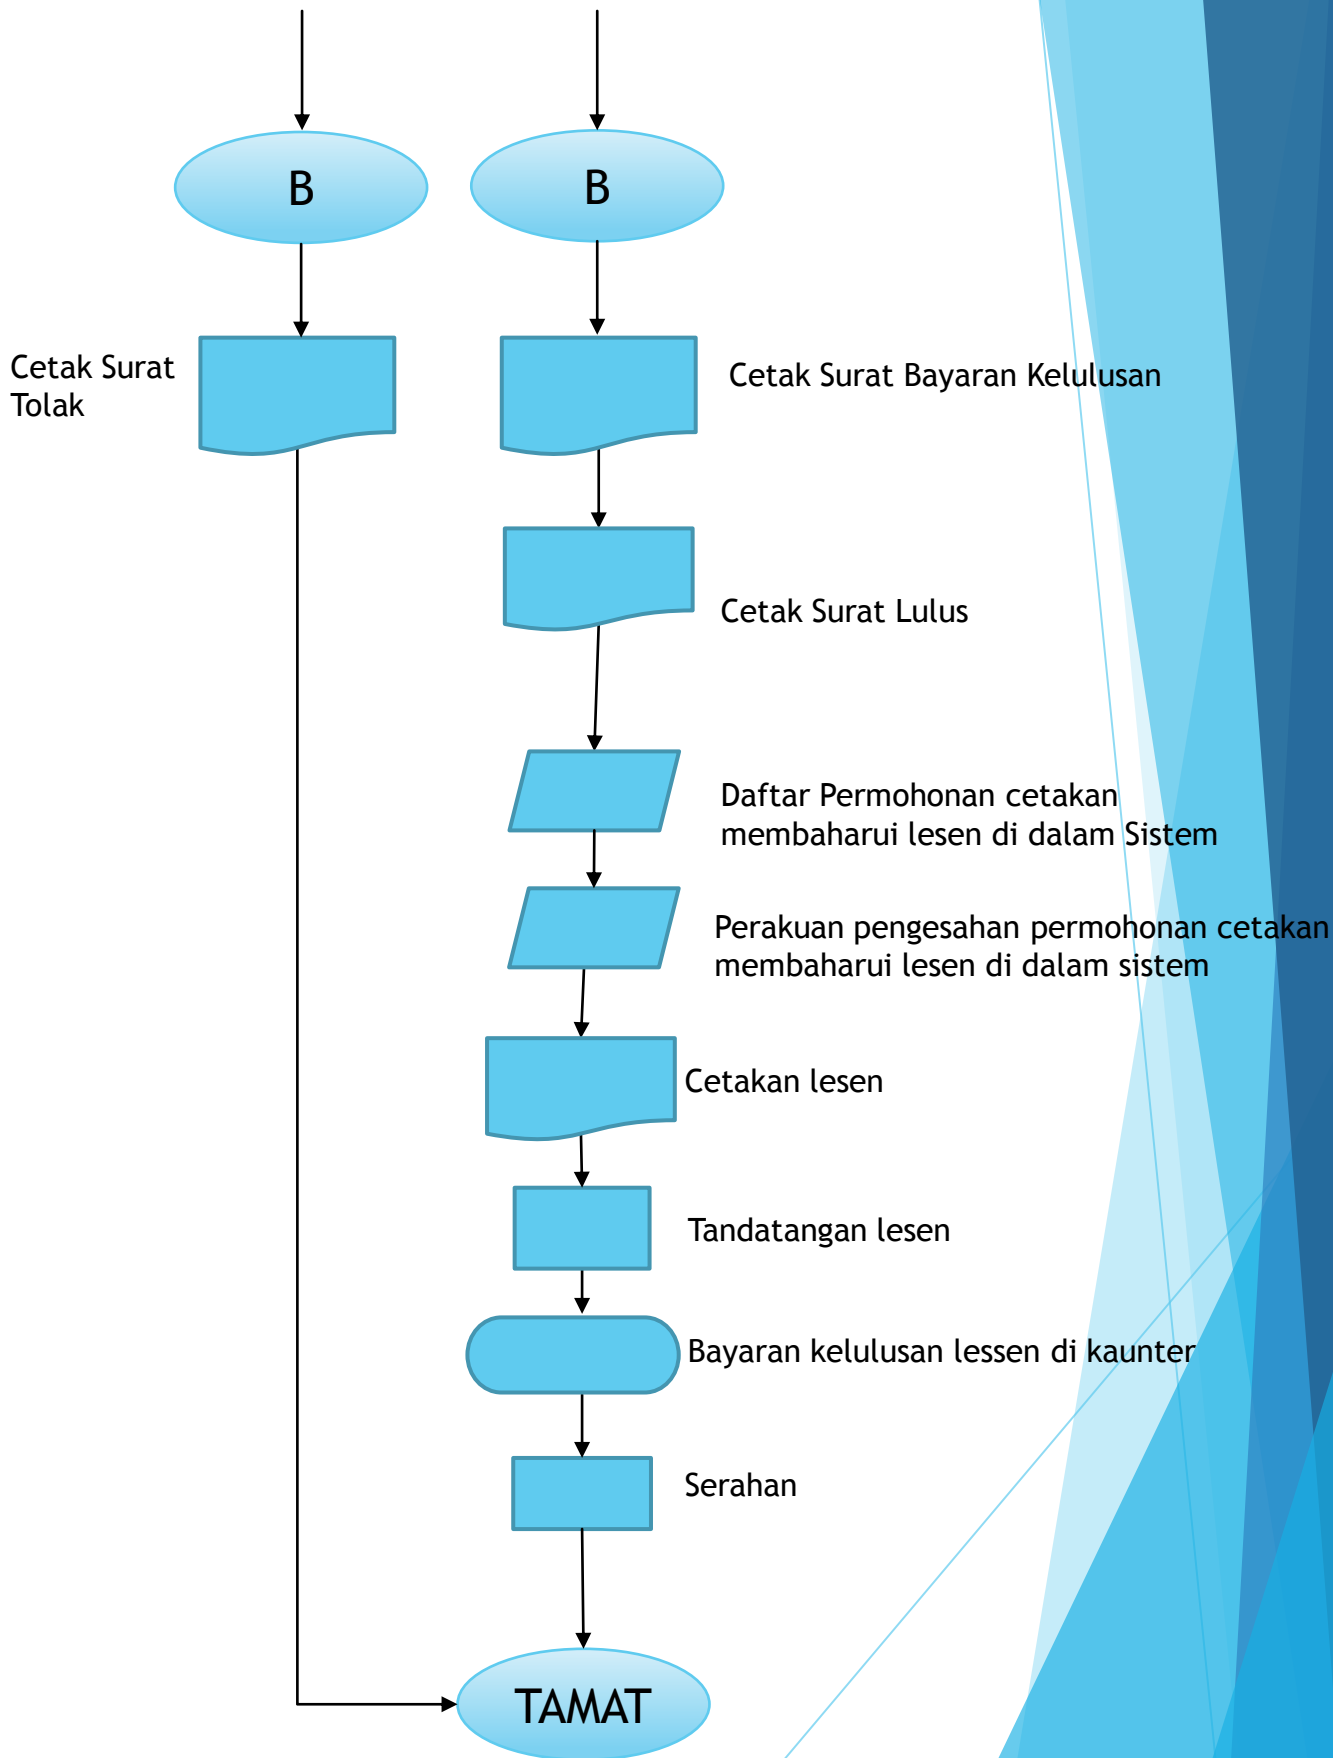 B
B
Cetak Surat
Tolak
Cetak Surat Bayaran Kelulusan
Cetak Surat Lulus
Daftar Permohonan cetakan
membaharui lesen di dalam Sistem
Perakuan pengesahan permohonan cetakan
membaharui lesen di dalam sistem
Cetakan lesen
Tandatangan lesen
Bayaran kelulusan lessen di kaunter
Serahan
TAMAT